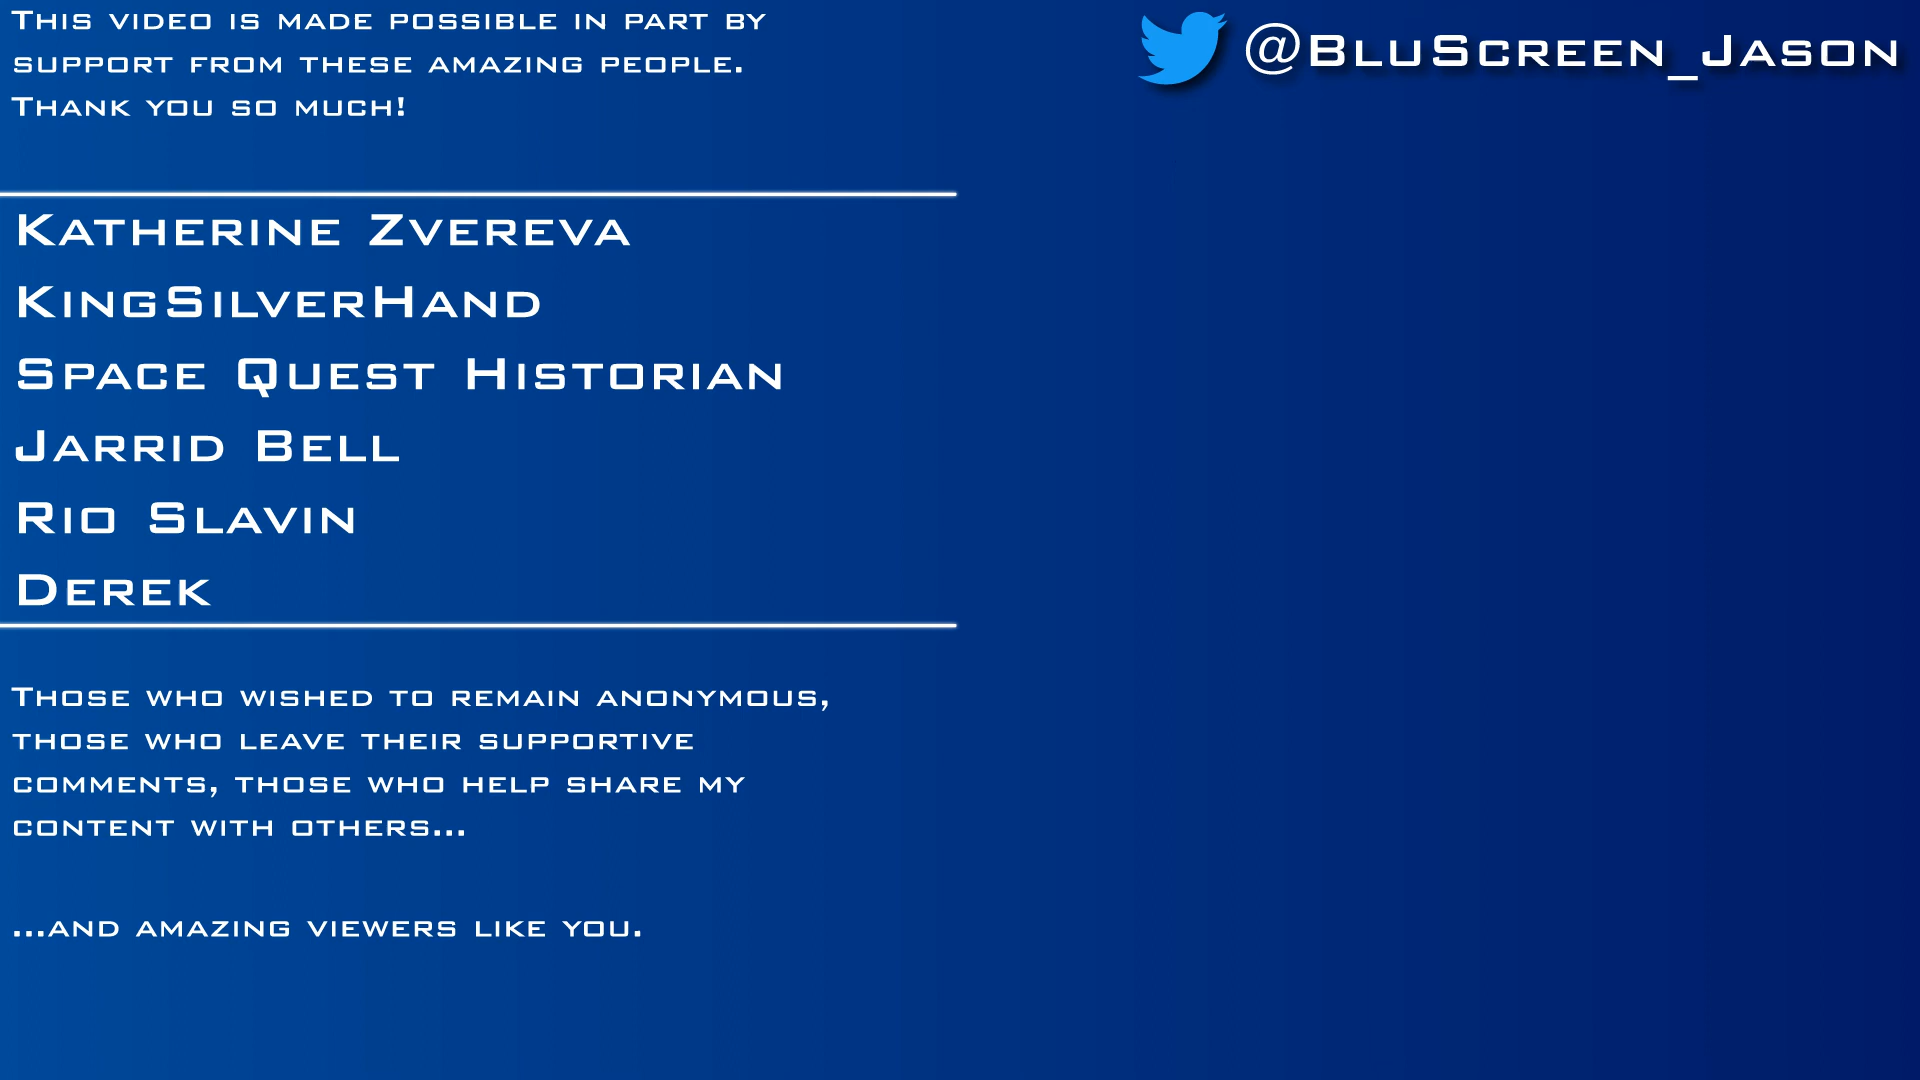 This video is made possible in part by
support from these amazing people.
Thank you so much!
@BluScreen_Jason
Katherine Zvereva
KingSilverHand
Space Quest Historian
Jarrid Bell
Rio Slavin
Derek
Those who wished to remain anonymous,
those who leave their supportive
comments, those who help share my
content with others...
...and amazing viewers like you.